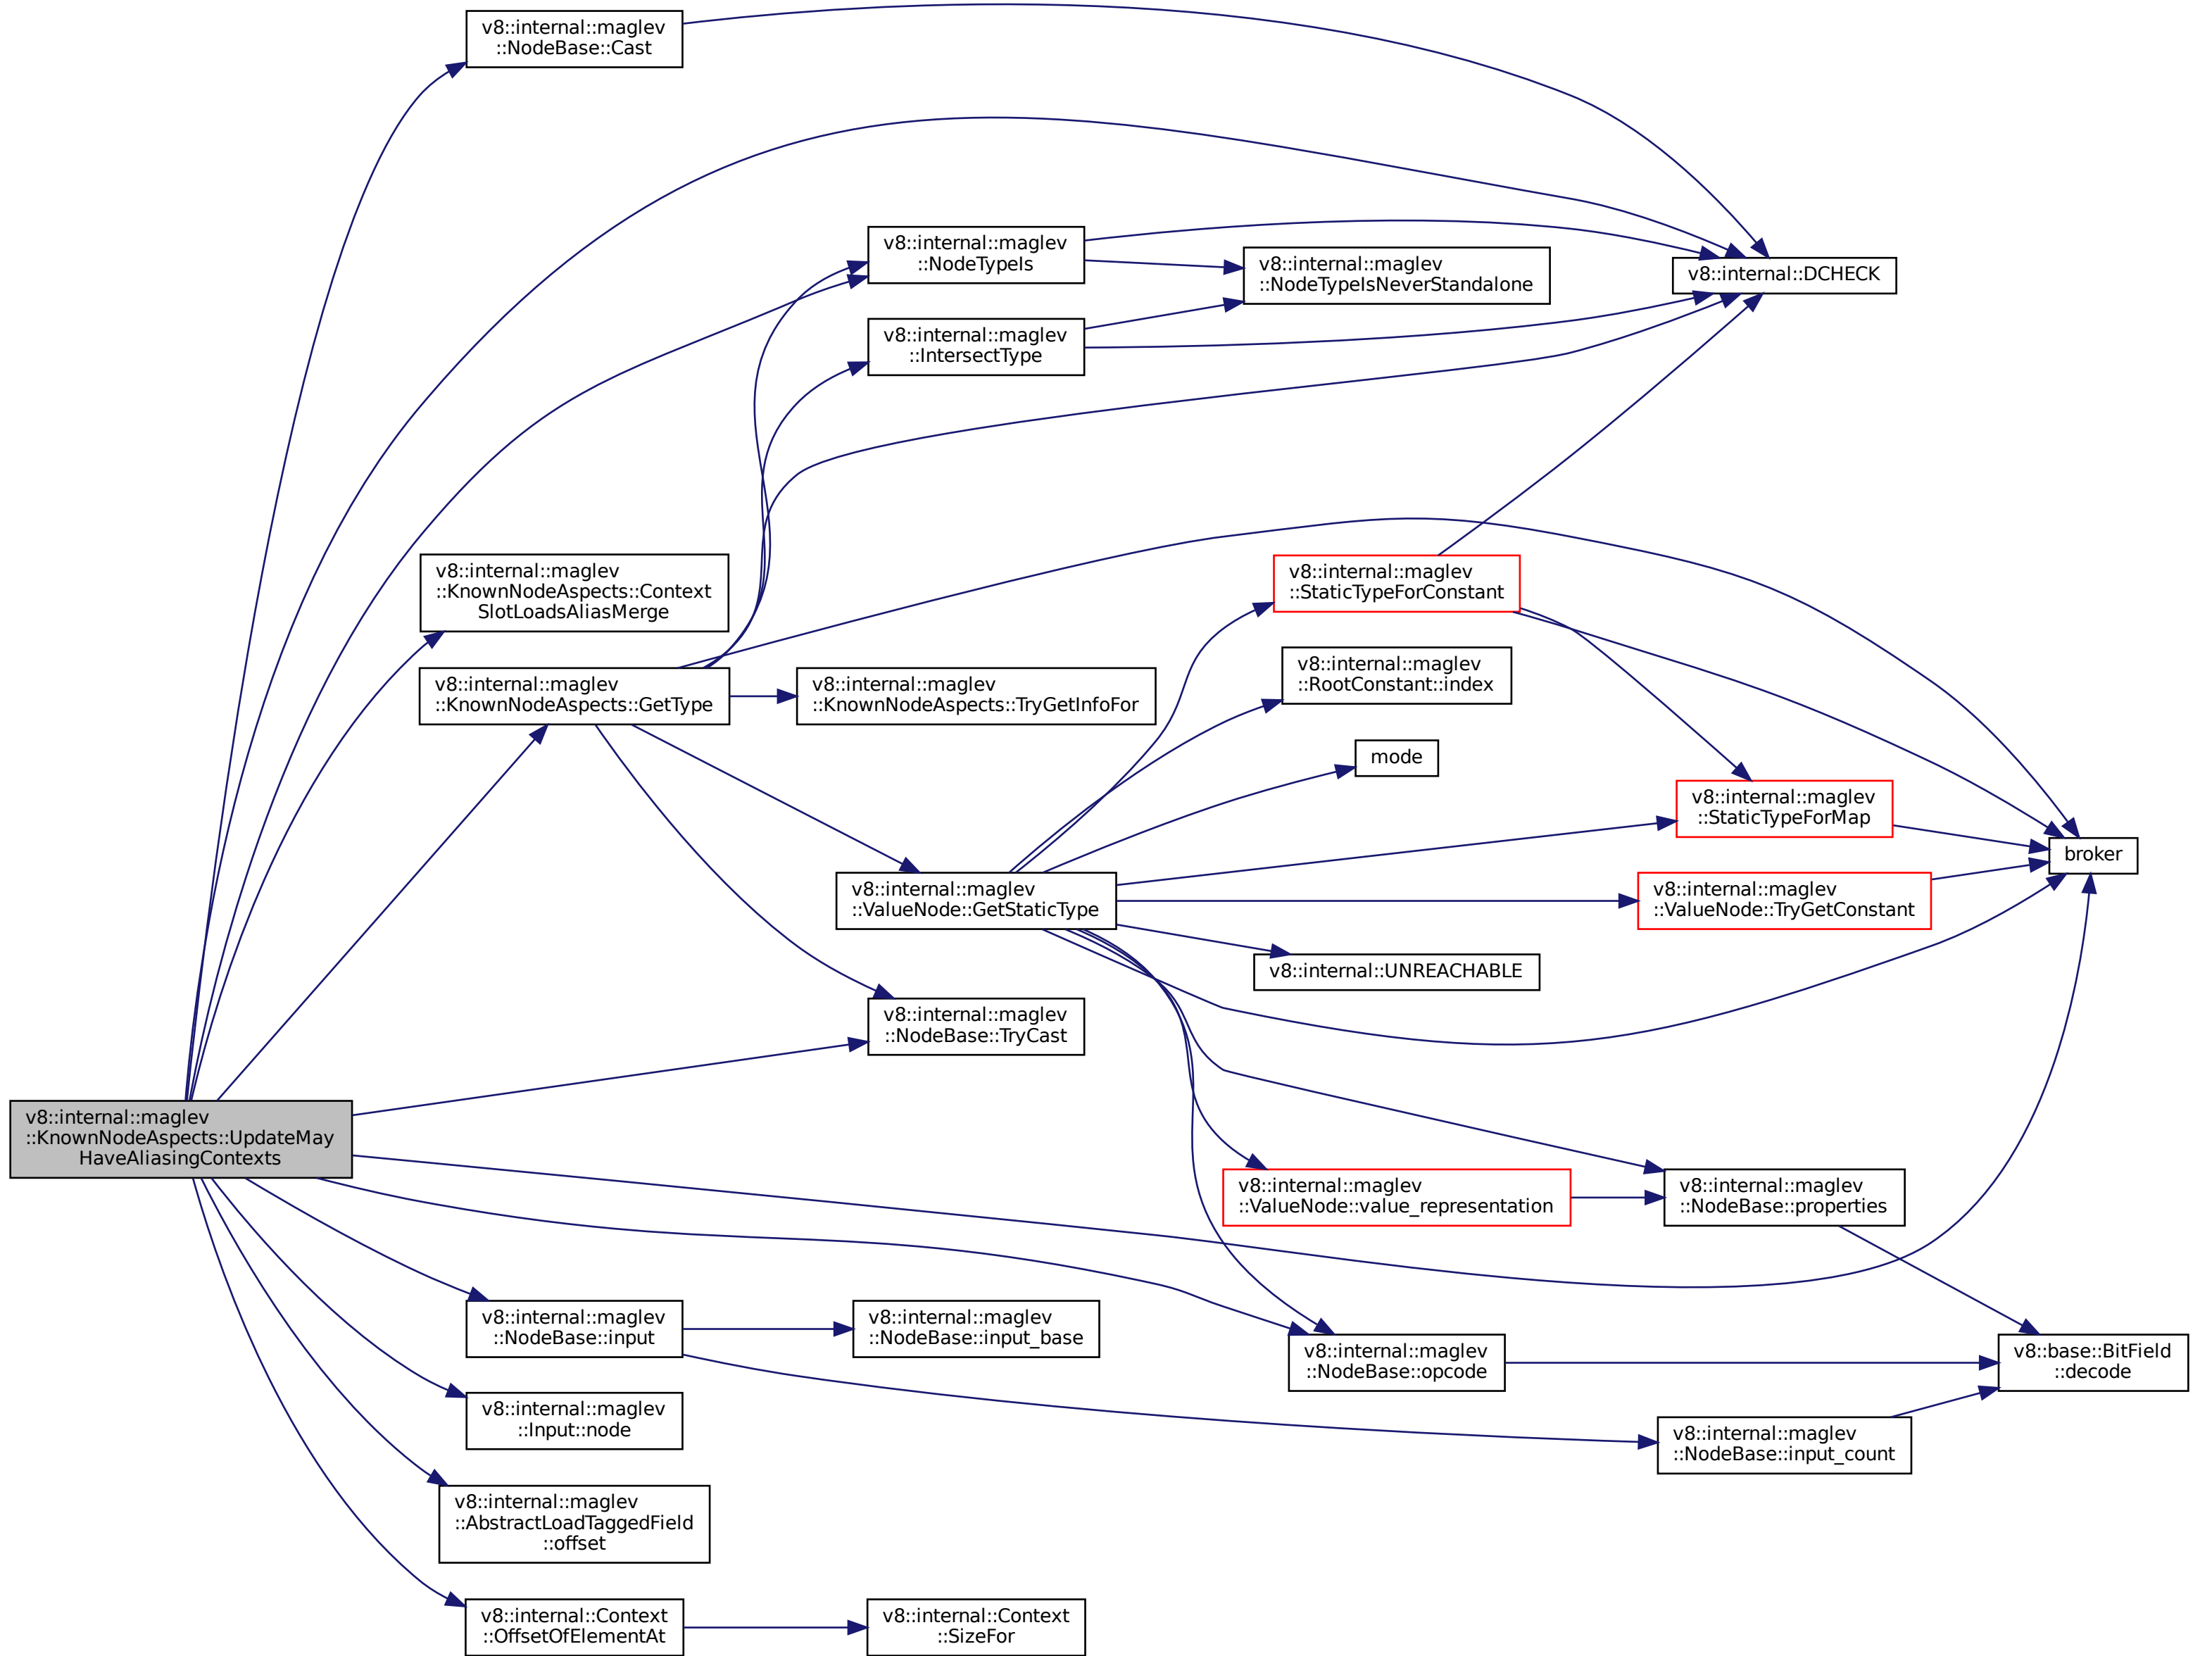 v8::internal::maglev
::NodeBase::Cast
v8::internal::maglev
::NodeTypeIs
v8::internal::maglev
::NodeTypeIsNeverStandalone
v8::internal::DCHECK
v8::internal::maglev
::IntersectType
v8::internal::maglev
::KnownNodeAspects::Context
SlotLoadsAliasMerge
v8::internal::maglev
::StaticTypeForConstant
v8::internal::maglev
::KnownNodeAspects::GetType
v8::internal::maglev
::KnownNodeAspects::TryGetInfoFor
v8::internal::maglev
::RootConstant::index
mode
v8::internal::maglev
::StaticTypeForMap
broker
v8::internal::maglev
::ValueNode::GetStaticType
v8::internal::maglev
::ValueNode::TryGetConstant
v8::internal::UNREACHABLE
v8::internal::maglev
::NodeBase::TryCast
v8::internal::maglev
::KnownNodeAspects::UpdateMay
HaveAliasingContexts
v8::internal::maglev
::ValueNode::value_representation
v8::internal::maglev
::NodeBase::properties
v8::internal::maglev
::NodeBase::input
v8::internal::maglev
::NodeBase::input_base
v8::internal::maglev
::NodeBase::opcode
v8::base::BitField
::decode
v8::internal::maglev
::Input::node
v8::internal::maglev
::NodeBase::input_count
v8::internal::maglev
::AbstractLoadTaggedField
::offset
v8::internal::Context
::OffsetOfElementAt
v8::internal::Context
::SizeFor